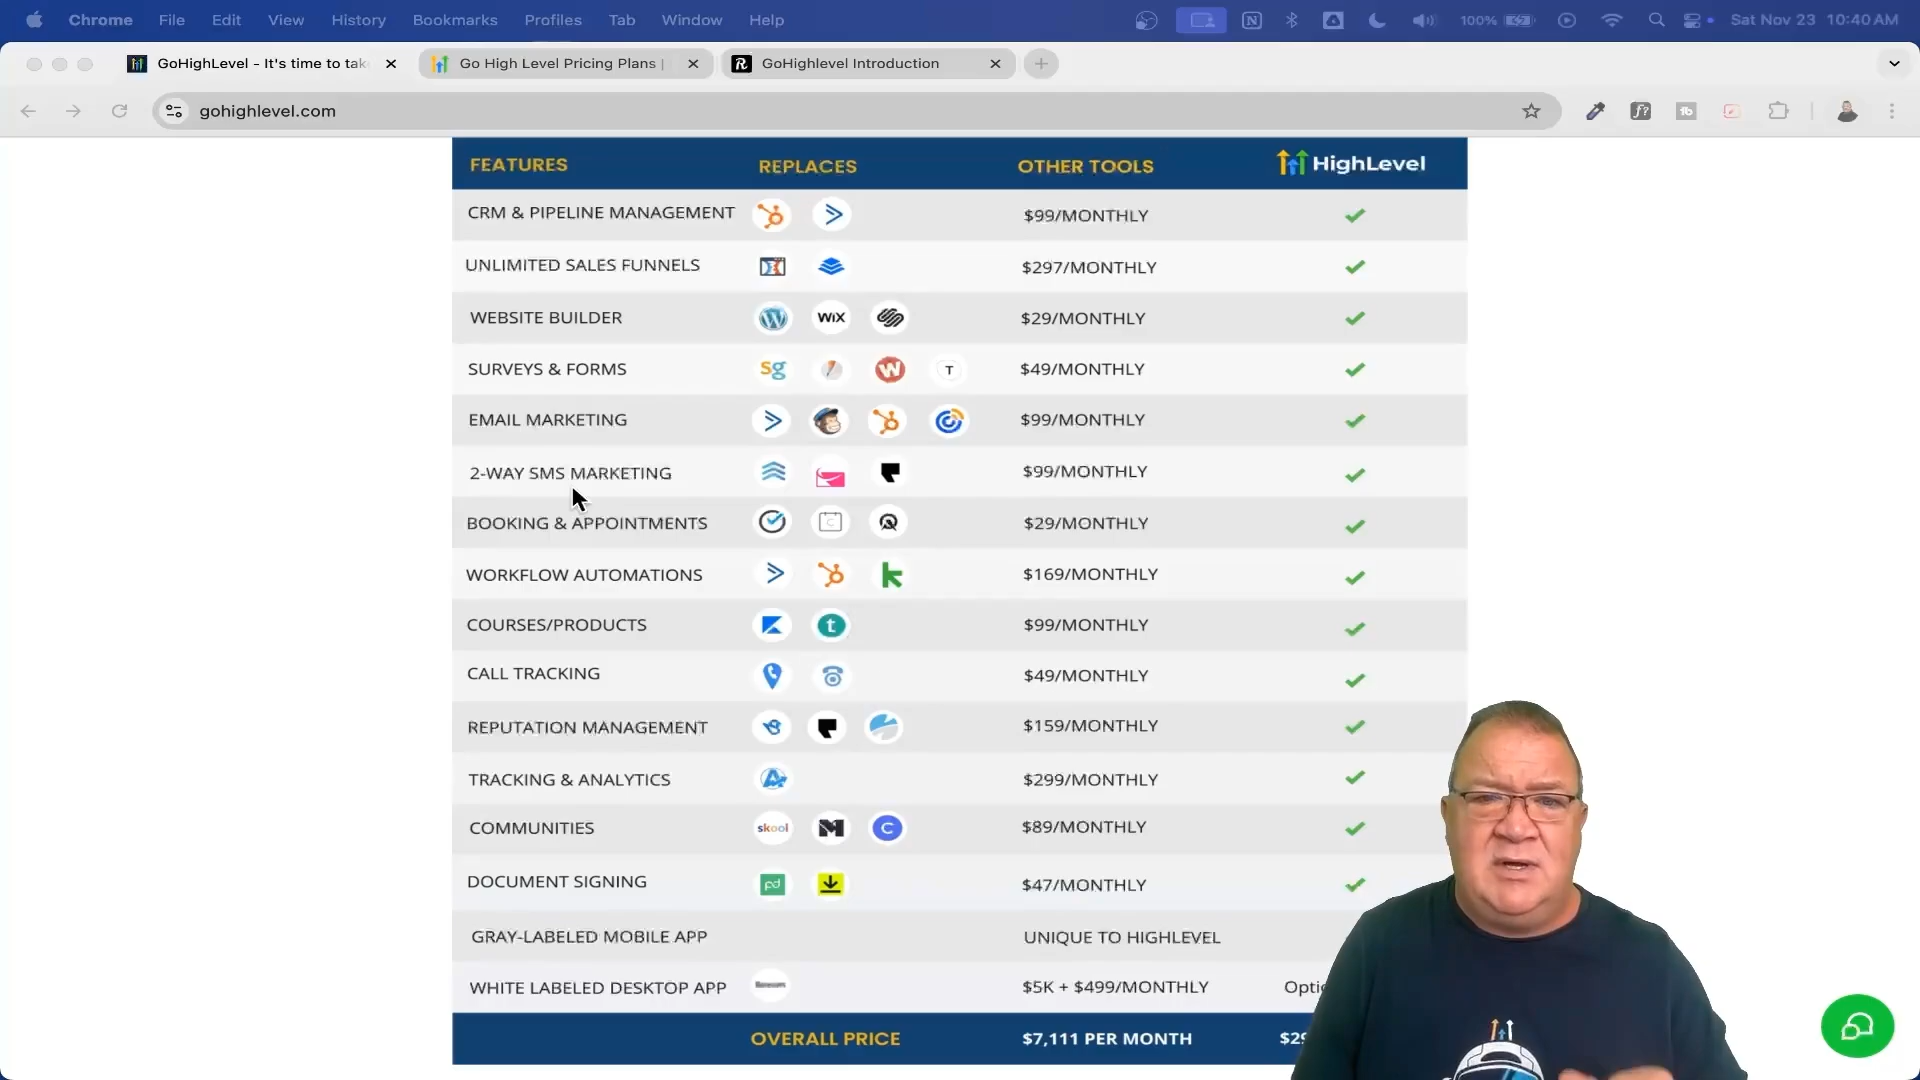 Chrome File Edit View History Bookmarks Profiles Tab Window Help 100% Sat Nov 23 10:40 AM
GoHighLevel - It's time to tak Go High Level Pricing Plans | GoHighlevel Introduction
gohighlevel.com
FEATURES REPLACES OTHER TOOLS HighLevel
CRM & PIPELINE MANAGEMENT $99/MONTHLY
UNLIMITED SALES FUNNELS $297/MONTHLY
WEBSITE BUILDER WIX $29/MONTHLY
SURVEYS & FORMS sg W T $49/MONTHLY
EMAIL MARKETING $99/MONTHLY
2-WAY SMS MARKETING $99/MONTHLY
BOOKING & APPOINTMENTS C $29/MONTHLY
WORKFLOW AUTOMATIONS k $169/MONTHLY
COURSES/PRODUCTS t $99/MONTHLY
CALL TRACKING $49/MONTHLY
REPUTATION MANAGEMENT $159/MONTHLY
TRACKING & ANALYTICS $299/MONTHLY
COMMUNITIES skool C $89/MONTHLY
DOCUMENT SIGNING pd $47/MONTHLY
GRAY-LABELED MOBILE APP UNIQUE TO HIGHLEVEL
WHITE LABELED DESKTOP APP $5K + $499/MONTHLY Optio
OVERALL PRICE $7,111 PER MONTH $29